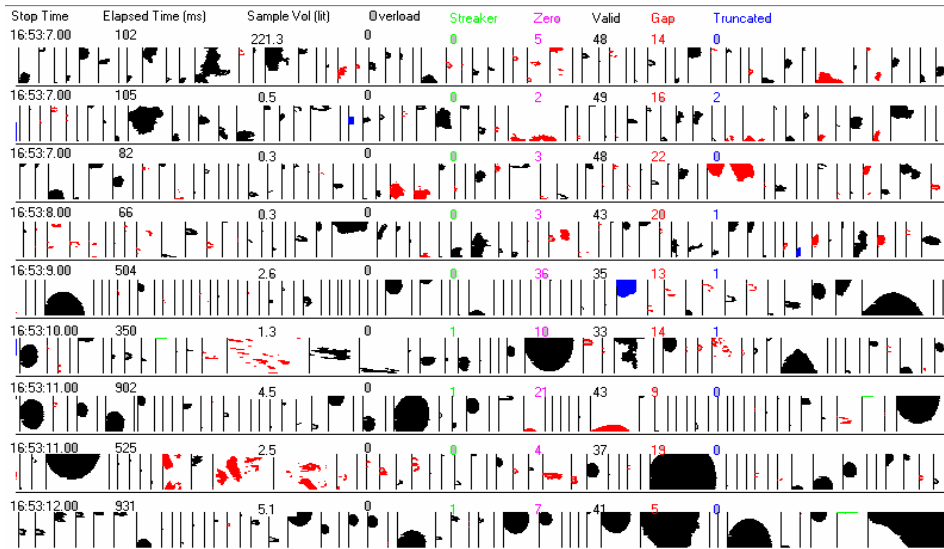 Stop Time Elapsed Time (ms) Sample Vol (lit) Overload Streaker Zero Valid Gap Truncated
16:53:7.00 102 221.3 0 0 5 48 14 0
16:53:7.00 105 0.5 0 0 2 49 16 2
16:53:7.00 82 0.3 0 0 3 48 22 0
16:53:8.00 66 0.3 0 0 3 43 20 1
16:53:9.00 504 2.6 0 0 36 35 13 1
16:53:10.00 350 1.3 0 1 10 33 14 1
16:53:11.00 902 4.5 0 1 21 43 9 0
16:53:11.00 525 2.5 0 0 4 37 19 0
16:53:12.00 931 5.1 0 1 7 41 5 0